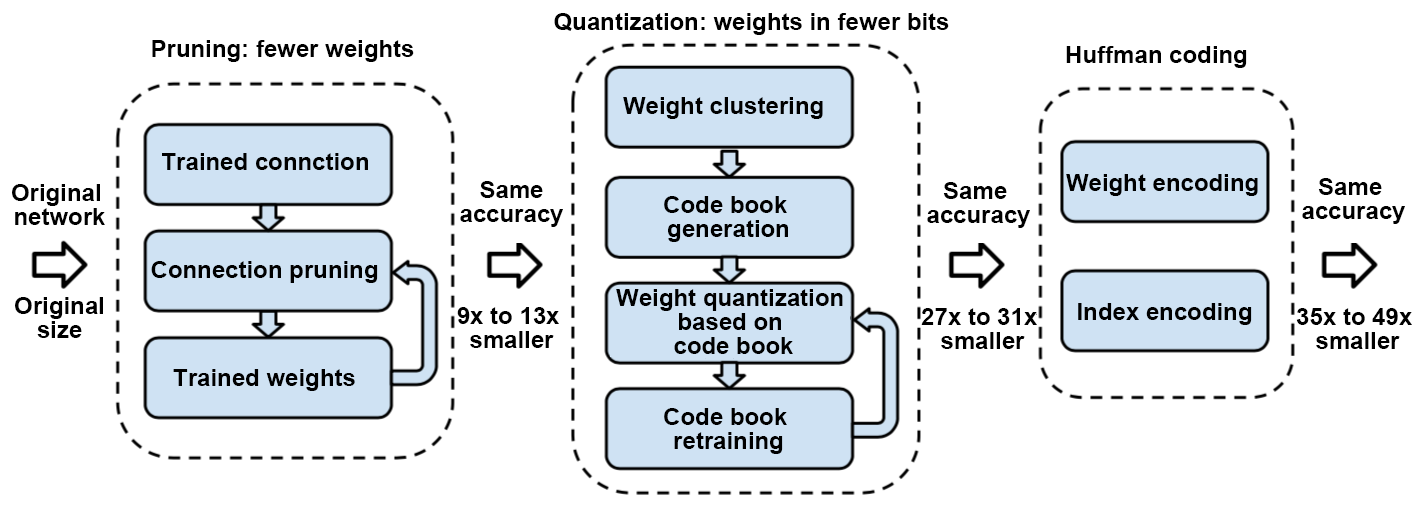 Pruning: fewer weights
Original
network
Original
size
Trained connction
Connection pruning
Trained weights
Same
accuracy
9x to 13x
smaller
Quantization: weights in fewer bits
Weight clustering
Code book
generation
Weight quantization
based on
code book
Code book
retraining
Same
accuracy
27x to 31x
smaller
Huffman coding
Weight encoding
Index encoding
Same
accuracy
35x to 49x
smaller